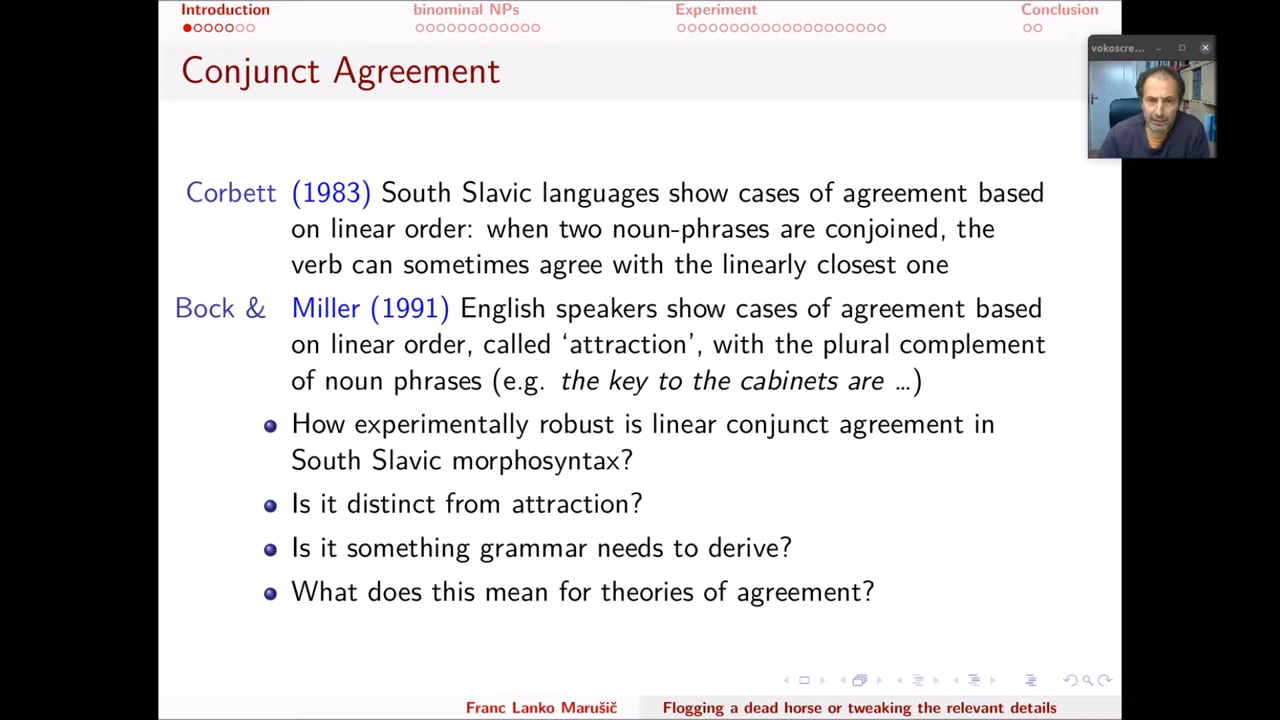 Introduction
binominal NPs
Experiment
Conclusion
vokoscre...
Conjunct Agreement
Corbett (1983) South Slavic languages show cases of agreement based
on linear order: when two noun-phrases are conjoined, the
verb can sometimes agree with the linearly closest one
Bock & Miller (1991) English speakers show cases of agreement based
on linear order, called ‘attraction’, with the plural complement
of noun phrases (e.g. the key to the cabinets are ...)
How experimentally robust is linear conjunct agreement in
South Slavic morphosyntax?
Is it distinct from attraction?
Is it something grammar needs to derive?
What does this mean for theories of agreement?
Franc Lanko Marušič
Flogging a dead horse or tweaking the relevant details